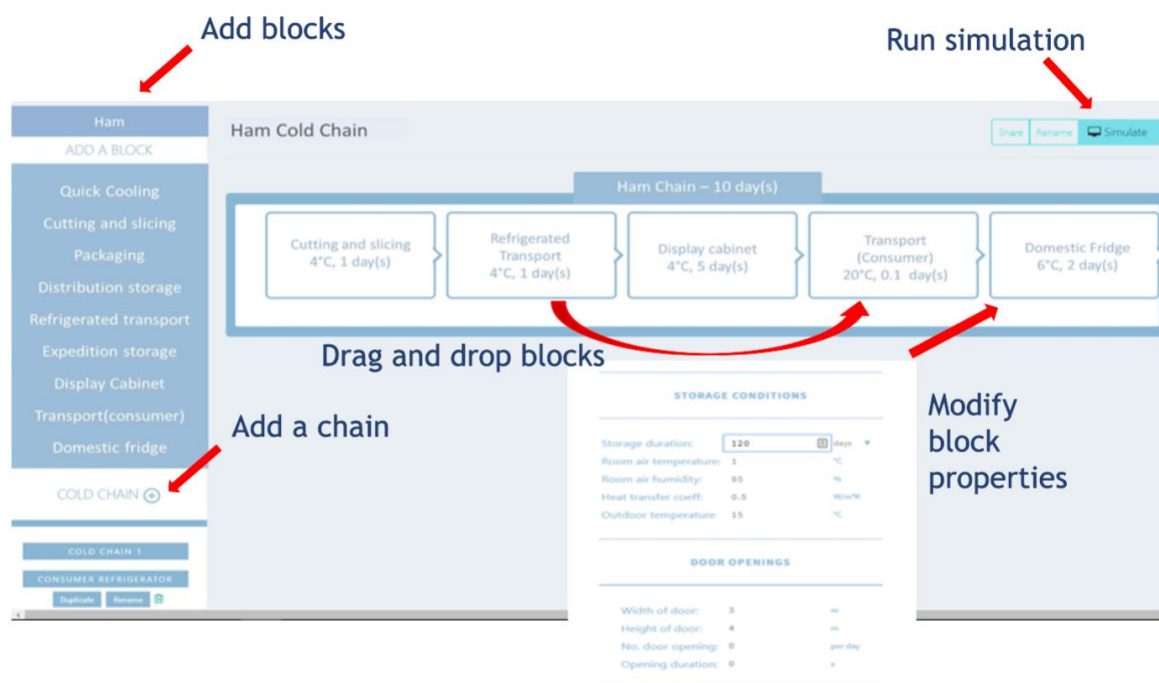 Add blocks
Run simulation
Ham
ADD A BLOCK
Quick Cooling
Cutting and slicing
Packaging
Distribution storage
Refrigerated transport
Expedition storage
Display Cabinet
Transport(consumer)
Domestic fridge
COLD CHAIN
COLD CHAIN 1
CONSUMER REFRIGERATOR
Duplicate Rename
Ham Cold Chain
Share Rename Simulate
Ham Chain – 10 day(s)
Cutting and slicing
4°C, 1 day(s)
Refrigerated
Transport
4°C, 1 day(s)
Display cabinet
4°C, 5 day(s)
Transport
(Consumer)
20°C, 0.1 day(s)
Domestic Fridge
6°C, 2 day(s)
Drag and drop blocks
Add a chain
Modify
block
properties
STORAGE CONDITIONS
Storage duration: 120 days
Room air temperature: 1 °C
Room air humidity: 95 %
Heat transfer coeff: 0.5 W/m²K
Outdoor temperature 15 °C
DOOR OPENINGS
Width of door: 3 m
Height of door: 4 m
No. door opening: 0 per day
Opening duration: 0 s